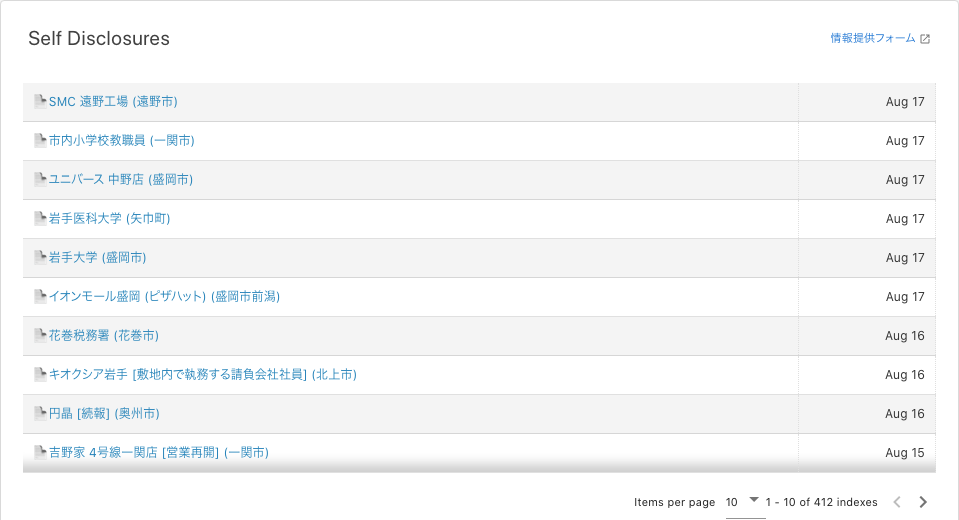 Self Disclosures
情報提供フォーム
SMC 遠野工場 (遠野市)
Aug 17
市内小学校教職員 (一関市)
Aug 17
ユニバース 中野店 (盛岡市)
Aug 17
岩手医科大学 (矢巾町)
Aug 17
岩手大学 (盛岡市)
Aug 17
イオンモール盛岡 (ピザハット) (盛岡市前潟)
Aug 17
花巻税務署 (花巻市)
Aug 16
キオクシア岩手 [敷地内で執務する請負会社社員] (北上市)
Aug 16
円晶 [続報] (奥州市)
Aug 16
吉野家 4号線一関店 [営業再開] (一関市)
Aug 15
Items per page 10 1 - 10 of 412 indexes